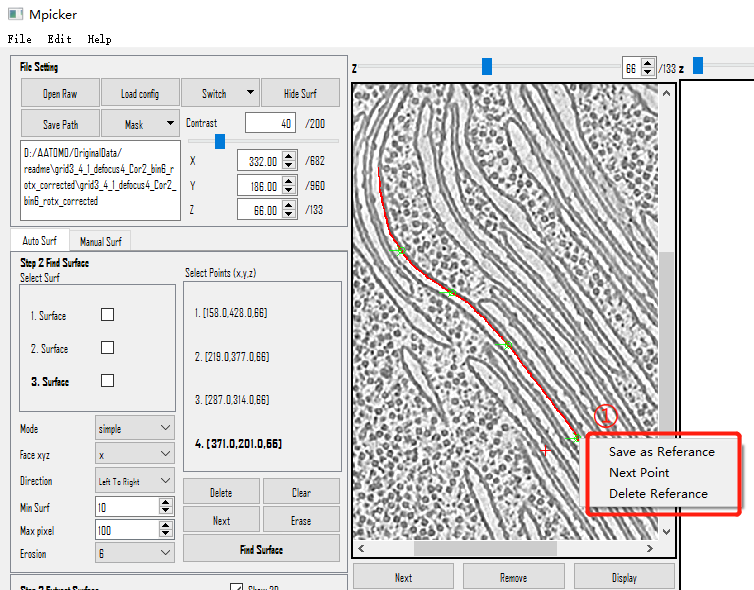 Mpicker
File Edit Help
File Setting
Open Raw Load config Switch Hide Surf
Save Path Mask Contrast 40 /200
D:/AATOMO/OriginalData/
readme\grid3_4_1_defocus4_Cor2_bin6_r
otx_corrected\grid3_4_1_defocus4_Cor2_
bin6_rotx_corrected
X 332.00 /682
Y 186.00 /960
Z 66.00 /133
Auto Surf Manual Surf
Step 2 Find Surface
Select Surf
1. Surface
2. Surface
3. Surface
Mode simple
Face xyz x
Direction Left To Right
Min Surf 10
Max pixel 100
Erosion 6
Select Points (x,y,z)
1. [158.0,428.0,66]
2. [219.0,377.0,66]
3. [287.0,314.0,66]
4. [371.0,201.0,66]
Delete Clear
Next Erase
Find Surface
Z 66 /133 z
①
Save as Referance
Next Point
Delete Referance
Next Remove Display